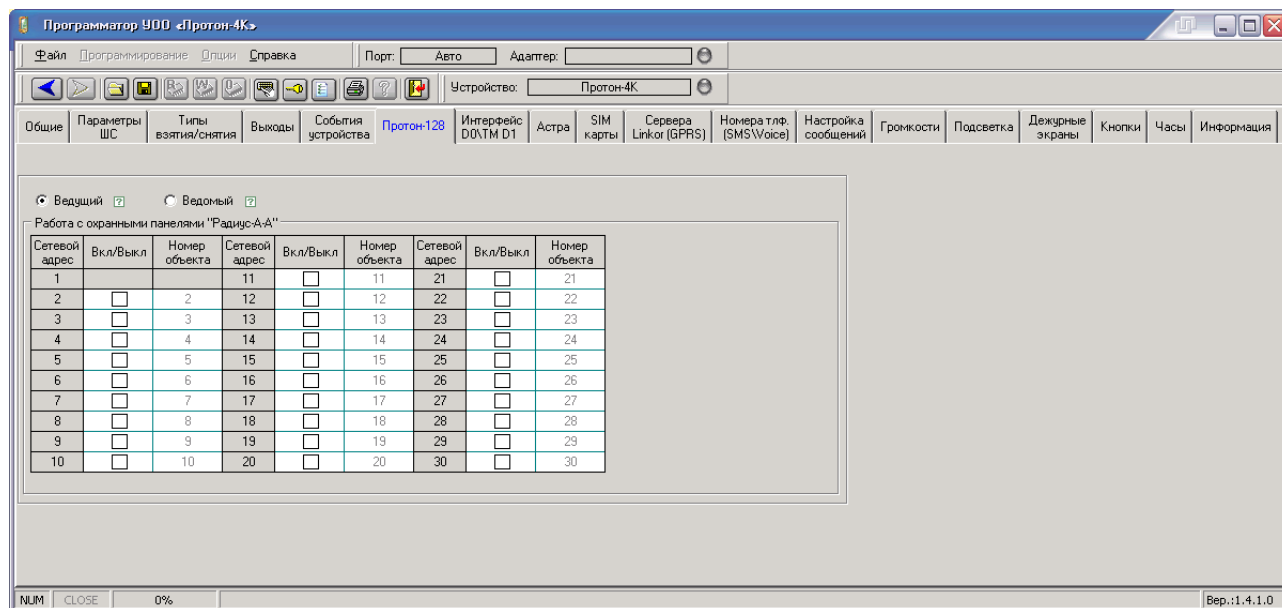 Программатор УОО «Протон-4К»
Файл Программирование Опции Справка Порт: Авто Адаптер:
Устройство: Протон-4К
Общие Параметры ШС Типы взятия/снятия Выходы События устройства Протон-128 Интерфейс D0\TM D1 Астра SIM карты Сервера Linkor (GPRS) Номера тлф. (SMS\Voice) Настройка сообщений Громкости Подсветка Дежурные экраны Кнопки Часы Информация
Ведущий ? Ведомый ?
Работа с охранными панелями "Радиус-А-А"
Сетевой адрес Вкл/Выкл Номер объекта Сетевой адрес Вкл/Выкл Номер объекта Сетевой адрес Вкл/Выкл Номер объекта
1 11 11 21 21
2 2 12 12 22 22
3 3 13 13 23 23
4 4 14 14 24 24
5 5 15 15 25 25
6 6 16 16 26 26
7 7 17 17 27 27
8 8 18 18 28 28
9 9 19 19 29 29
10 10 20 20 30 30
NUM CLOSE 0% Вер.:1.4.1.0